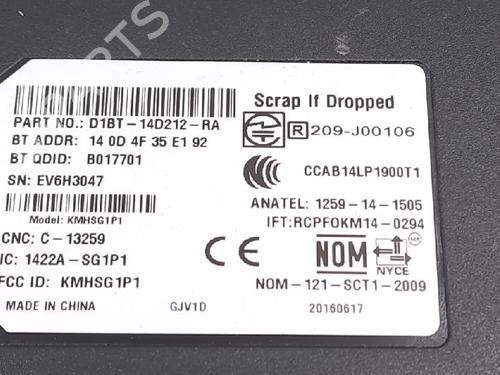 PARTS
PART NO.: D1BT-14D212-RA
BT ADDR: 14 0D 4F 35 E1 92
BT QDID: B017701
SN: EV6H3047
Model: KMHSG1P1
CNC: C-13259
IC: 1422A-SG1P1
FCC ID: KMHSG1P1
MADE IN CHINA
GJV1D
Scrap If Dropped
R 209-J00106
CCC
CCAB14LP1900T1
ANATEL: 1259-14-1505
IFT:RCPFOKM14-0294
CE
NOM
NYCE
NOM-121-SCT1-2009
20160617